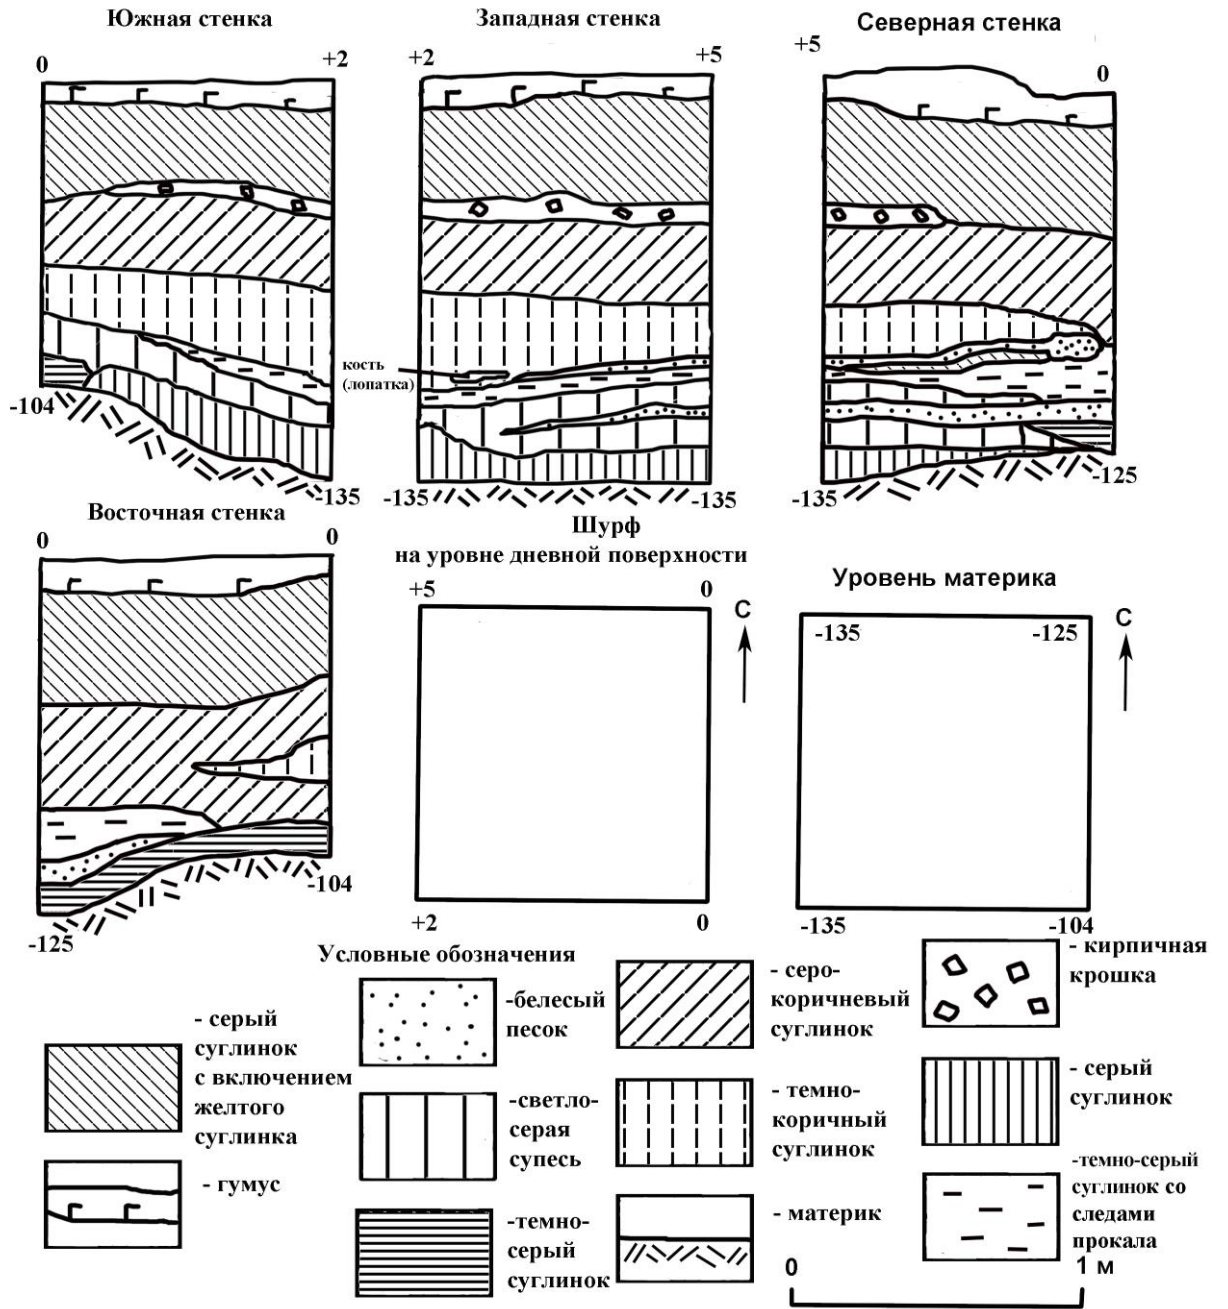 Южная стенка
0
+2
-104
-135
Западная стенка
+2
+5
кость
(лопатка)
-135
-135
Северная стенка
+5
0
-135
-125
Восточная стенка
0
0
-125
-104
Шурф
на уровне дневной поверхности
+5
0
С
+2
0
Уровень материка
-135
-125
С
-135
-104
Условные обозначения
- серый
суглинок
с включением
желтого
суглинка
- гумус
-белесый
песок
-светло-
серая
супесь
-темно-
серый
суглинок
- серо-
коричневый
суглинок
- темно-
коричный
суглинок
- материк
- кирпичная
крошка
- серый
суглинок
-темно-серый
суглинок со
следами
прокала
0
1 м